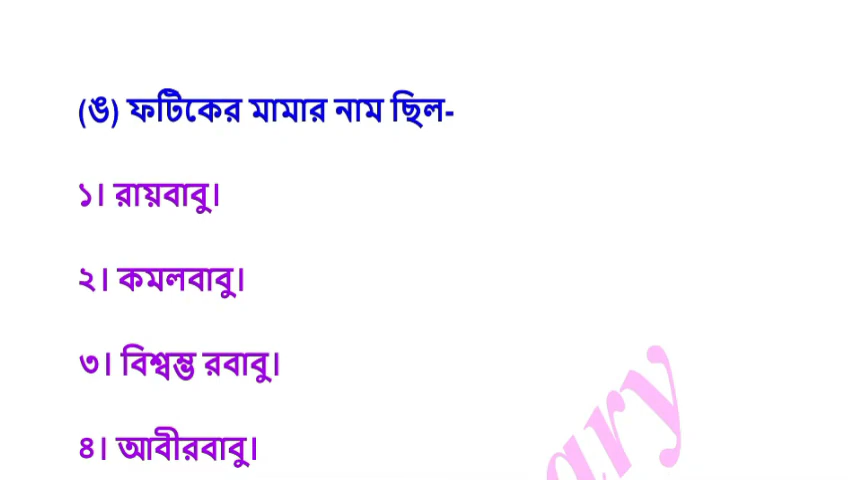 (ঙ) ফটিকের মামার নাম ছিল-
১। রায়বাবু।
২। কমলবাবু।
৩। বিশ্বম্ভ রবাবু।
৪। আবীরবাবু।